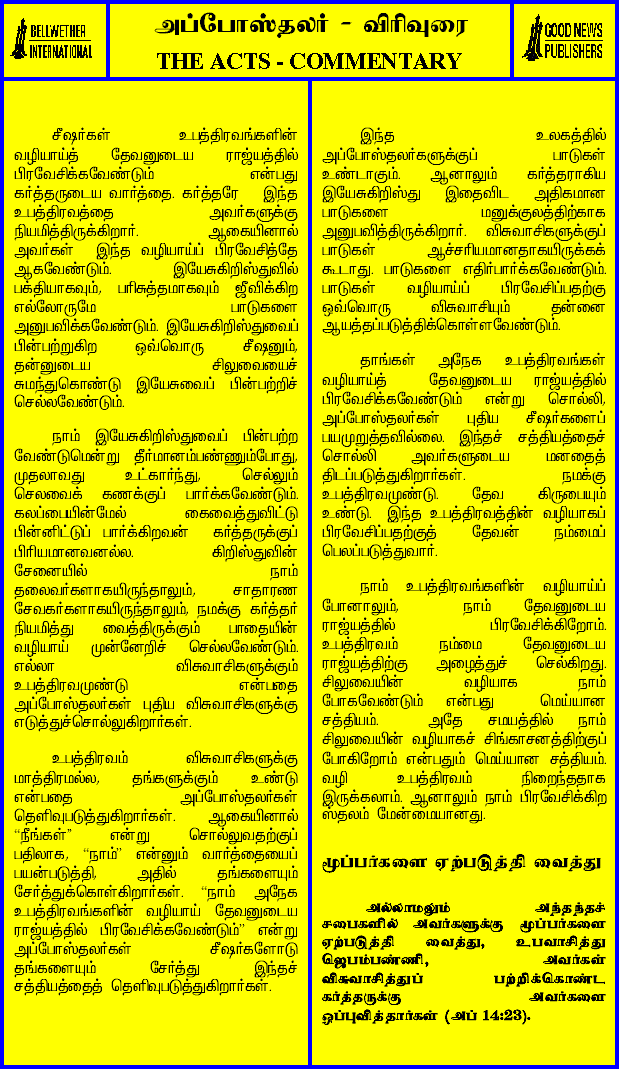 BELLWETHER
INTERNATIONAL
அப்போஸ்தலர் - விரிவுரை
THE ACTS - COMMENTARY
GOOD NEWS
PUBLISHERS
சீஷர்கள் உபத்திரவங்களின்
வழியாய்த் தேவனுடைய ராஜ்யத்தில்
பிரவேசிக்கவேண்டும் என்பது
கர்த்தருடைய வார்த்தை. கர்த்தரே இந்த
உபத்திரவத்தை அவர்களுக்கு
நியமித்திருக்கிறார். ஆகையினால்
அவர்கள் இந்த வழியாய்ப் பிரவேசித்தே
ஆகவேண்டும். இயேசுகிறிஸ்துவில்
பக்தியாகவும், பரிசுத்தமாகவும் ஜீவிக்கிற
எல்லோருமே பாடுகளை
அனுபவிக்கவேண்டும். இயேசுகிறிஸ்துவைப்
பின்பற்றுகிற ஒவ்வொரு சீஷனும்,
தன்னுடைய சிலுவையைச்
சுமந்துகொண்டு இயேசுவைப் பின்பற்றிச்
செல்லவேண்டும்.
நாம் இயேசுகிறிஸ்துவைப் பின்பற்ற
வேண்டுமென்று தீர்மானம்பண்ணும்போது,
முதலாவது உட்கார்ந்து, செல்லும்
செலவைக் கணக்குப் பார்க்கவேண்டும்.
கலப்பையின்மேல் கைவைத்துவிட்டு
பின்னிட்டுப் பார்க்கிறவன் கர்த்தருக்குப்
பிரியமானவனல்ல. கிறிஸ்துவின்
சேனையில் நாம்
தலைவர்களாகயிருந்தாலும், சாதாரண
சேவகர்களாகயிருந்தாலும், நமக்கு கர்த்தர்
நியமித்து வைத்திருக்கும் பாதையின்
வழியாய் முன்னேறிச் செல்லவேண்டும்.
எல்லா விசுவாசிகளுக்கும்
உபத்திரவமுண்டு என்பதை
அப்போஸ்தலர்கள் புதிய விசுவாசிகளுக்கு
எடுத்துச்சொல்லுகிறார்கள்.
உபத்திரவம் விசுவாசிகளுக்கு
மாத்திரமல்ல, தங்களுக்கும் உண்டு
என்பதை அப்போஸ்தலர்கள்
தெளிவுபடுத்துகிறார்கள். ஆகையினால்
“நீங்கள்” என்று சொல்லுவதற்குப்
பதிலாக, “நாம்” என்னும் வார்த்தையைப்
பயன்படுத்தி, அதில் தங்களையும்
சேர்த்துக்கொள்கிறார்கள். “நாம் அநேக
உபத்திரவங்களின் வழியாய் தேவனுடைய
ராஜ்யத்தில் பிரவேசிக்கவேண்டும்” என்று
அப்போஸ்தலர்கள் சீஷர்களோடு
தங்களையும் சேர்த்து இந்தச்
சத்தியத்தைத் தெளிவுபடுத்துகிறார்கள்.
இந்த உலகத்தில்
அப்போஸ்தலர்களுக்குப் பாடுகள்
உண்டாகும். ஆனாலும் கர்த்தராகிய
இயேசுகிறிஸ்து இதைவிட அதிகமான
பாடுகளை மனுக்குலத்திற்காக
அனுபவித்திருக்கிறார். விசுவாசிகளுக்குப்
பாடுகள் ஆச்சரியமானதாகயிருக்கக்
கூடாது. பாடுகளை எதிர்பார்க்கவேண்டும்.
பாடுகள் வழியாய்ப் பிரவேசிப்பதற்கு
ஒவ்வொரு விசுவாசியும் தன்னை
ஆயத்தப்படுத்திக்கொள்ளவேண்டும்.
தாங்கள் அநேக உபத்திரவங்கள்
வழியாய்த் தேவனுடைய ராஜ்யத்தில்
பிரவேசிக்கவேண்டும் என்று சொல்லி,
அப்போஸ்தலர்கள் புதிய சீஷர்களைப்
பயமுறுத்தவில்லை. இந்தச் சத்தியத்தைச்
சொல்லி அவர்களுடைய மனதைத்
திடப்படுத்துகிறார்கள். நமக்கு
உபத்திரவமுண்டு. தேவ கிருபையும்
உண்டு. இந்த உபத்திரவத்தின் வழியாகப்
பிரவேசிப்பதற்குத் தேவன் நம்மைப்
பெலப்படுத்துவார்.
நாம் உபத்திரவங்களின் வழியாய்ப்
போனாலும், நாம் தேவனுடைய
ராஜ்யத்தில் பிரவேசிக்கிறோம்.
உபத்திரவம் நம்மை தேவனுடைய
ராஜ்யத்திற்கு அழைத்துச் செல்கிறது.
சிலுவையின் வழியாக நாம்
போகவேண்டும் என்பது மெய்யான
சத்தியம். அதே சமயத்தில் நாம்
சிலுவையின் வழியாகச் சிங்காசனத்திற்குப்
போகிறோம் என்பதும் மெய்யான சத்தியம்.
வழி உபத்திரவம் நிறைந்ததாக
இருக்கலாம். ஆனாலும் நாம் பிரவேசிக்கிற
ஸ்தலம் மேன்மையானது.
மூப்பர்களை ஏற்படுத்தி வைத்து
அல்லாமலும் அந்தந்தச்
சபைகளில் அவர்களுக்கு மூப்பர்களை
ஏற்படுத்தி வைத்து, உபவாசித்து
ஜெபம்பண்ணி, அவர்கள்
விசுவாசித்துப் பற்றிக்கொண்ட
கர்த்தருக்கு அவர்களை
ஒப்புவித்தார்கள் (அப் 14:23).